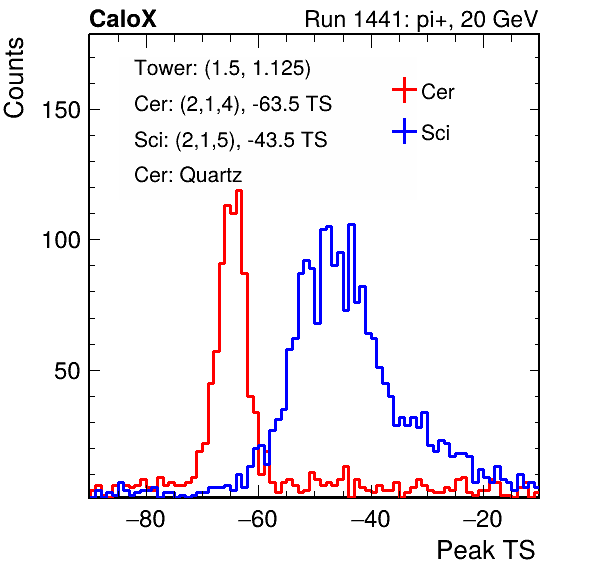 CaloX Run 1441: pi+, 20 GeV
Counts
Tower: (1.5, 1.125)
Cer: (2,1,4), -63.5 TS
Sci: (2,1,5), -43.5 TS
Cer: Quartz
Cer
Sci
150
100
50
−80 −60 −40 −20
Peak TS